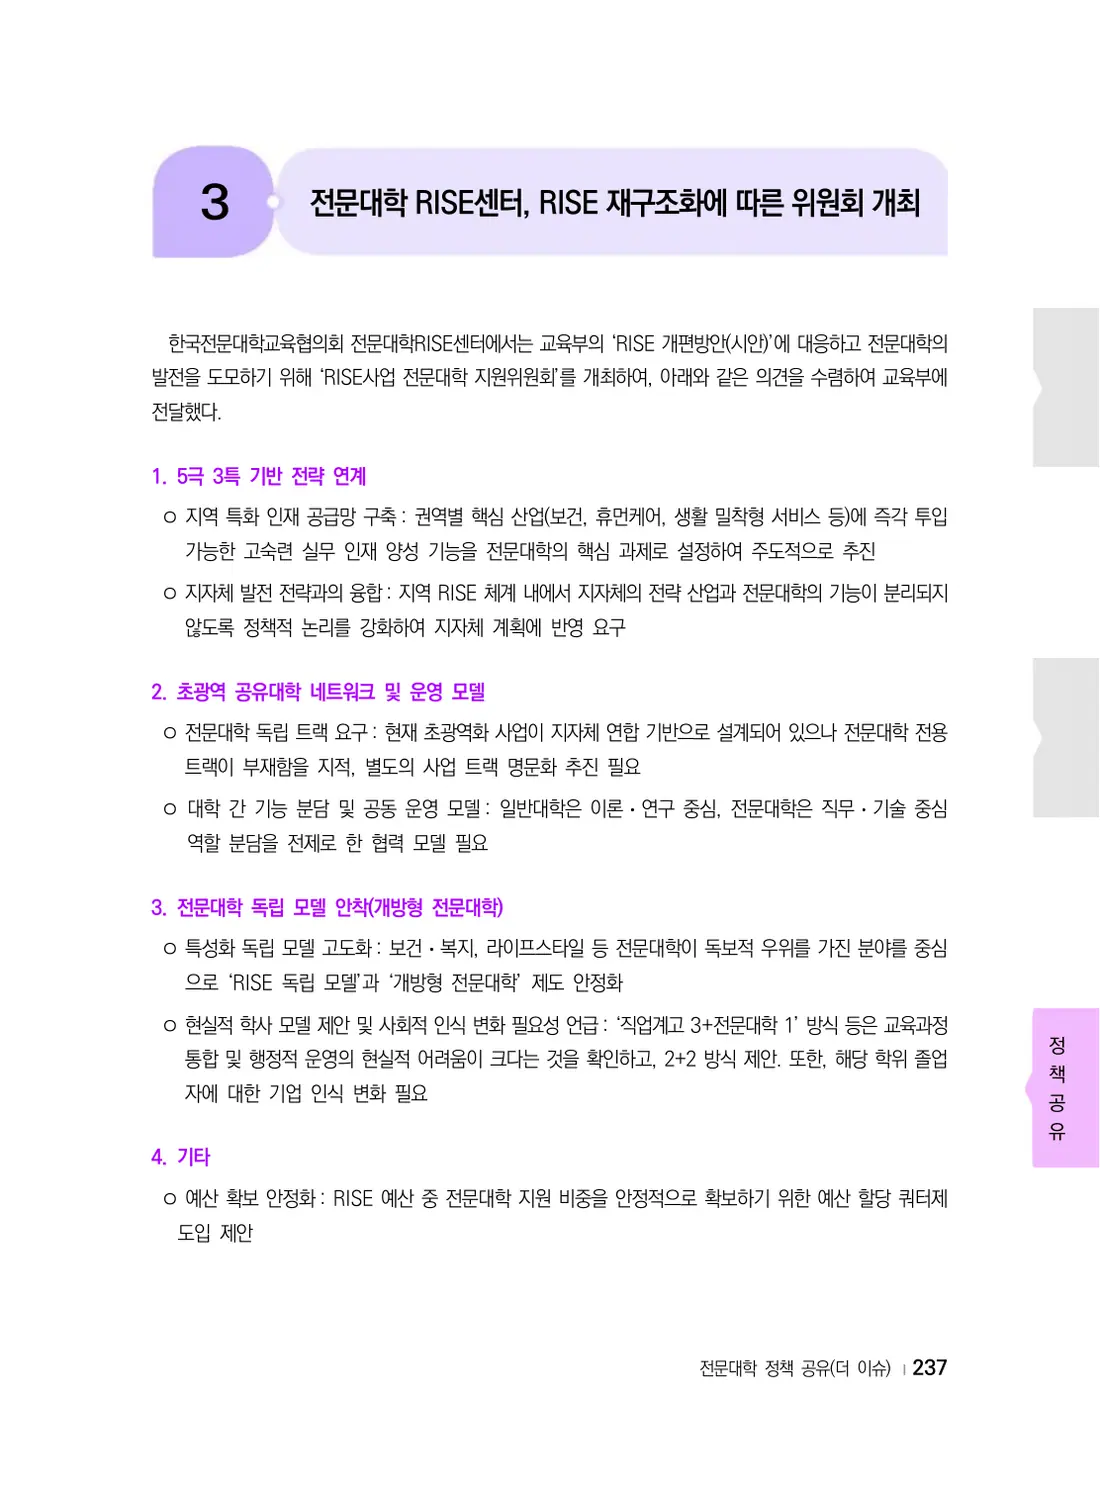 3
전문대학 RISE센터, RISE 재구조화에 따른 위원회 개최
한국전문대학교육협의회 전문대학RISE센터에서는 교육부의 ‘RISE 개편방안(시안)’에 대응하고 전문대학의
발전을 도모하기 위해 ‘RISE사업 전문대학 지원위원회’를 개최하여, 아래와 같은 의견을 수렴하여 교육부에
전달했다.
1. 5극 3특 기반 전략 연계
○ 지역 특화 인재 공급망 구축 : 권역별 핵심 산업(보건, 휴먼케어, 생활 밀착형 서비스 등)에 즉각 투입
가능한 고숙련 실무 인재 양성 기능을 전문대학의 핵심 과제로 설정하여 주도적으로 추진
○ 지자체 발전 전략과의 융합 : 지역 RISE 체계 내에서 지자체의 전략 산업과 전문대학의 기능이 분리되지
않도록 정책적 논리를 강화하여 지자체 계획에 반영 요구
2. 초광역 공유대학 네트워크 및 운영 모델
○ 전문대학 독립 트랙 요구 : 현재 초광역화 사업이 지자체 연합 기반으로 설계되어 있으나 전문대학 전용
트랙이 부재함을 지적, 별도의 사업 트랙 명문화 추진 필요
○ 대학 간 기능 분담 및 공동 운영 모델 : 일반대학은 이론・연구 중심, 전문대학은 직무・기술 중심
역할 분담을 전제로 한 협력 모델 필요
3. 전문대학 독립 모델 안착(개방형 전문대학)
○ 특성화 독립 모델 고도화 : 보건・복지, 라이프스타일 등 전문대학이 독보적 우위를 가진 분야를 중심
으로 ‘RISE 독립 모델’과 ‘개방형 전문대학’ 제도 안정화
○ 현실적 학사 모델 제안 및 사회적 인식 변화 필요성 언급 : ‘직업계고 3+전문대학 1’ 방식 등은 교육과정
통합 및 행정적 운영의 현실적 어려움이 크다는 것을 확인하고, 2+2 방식 제안. 또한, 해당 학위 졸업
자에 대한 기업 인식 변화 필요
4. 기타
○ 예산 확보 안정화 : RISE 예산 중 전문대학 지원 비중을 안정적으로 확보하기 위한 예산 할당 쿼터제
도입 제안
정
책
공
유
전문대학 정책 공유(더 이슈) | 237